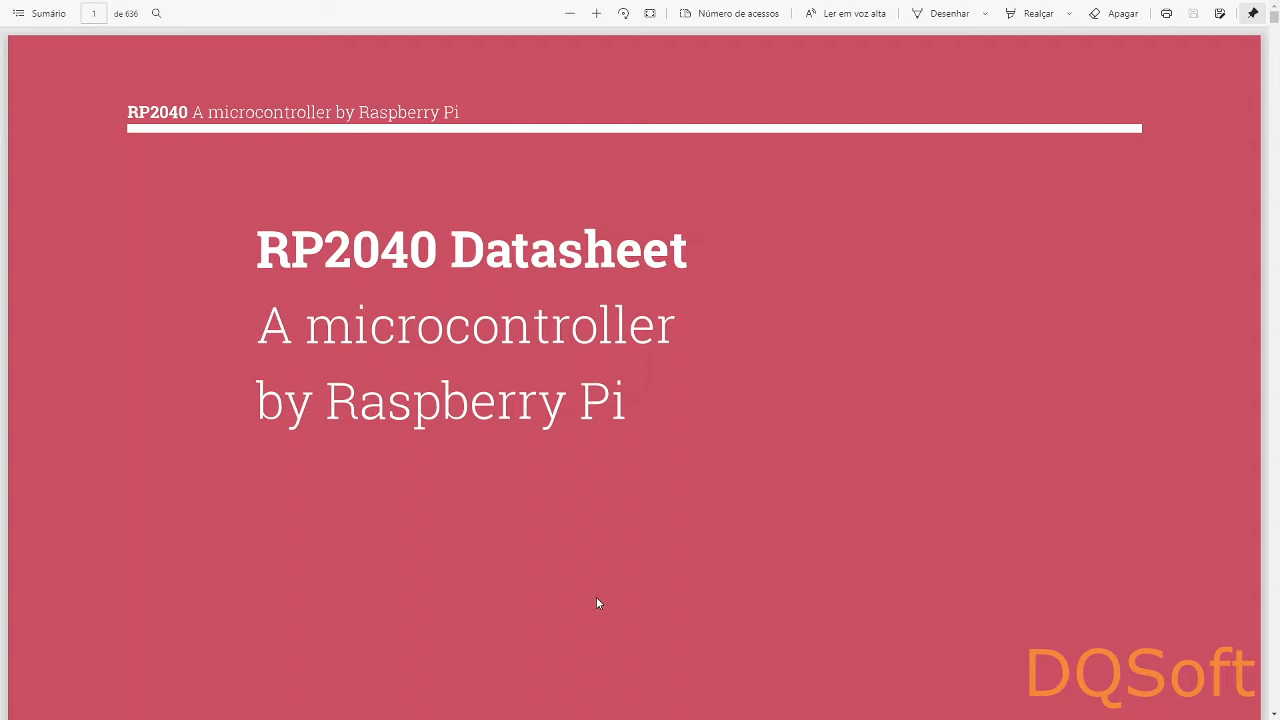 Sumário 1 de 636 Número de acessos Ler em voz alta Desenhar Realçar Apagar
RP2040 A microcontroller by Raspberry Pi
RP2040 Datasheet
A microcontroller
by Raspberry Pi
DQSoft